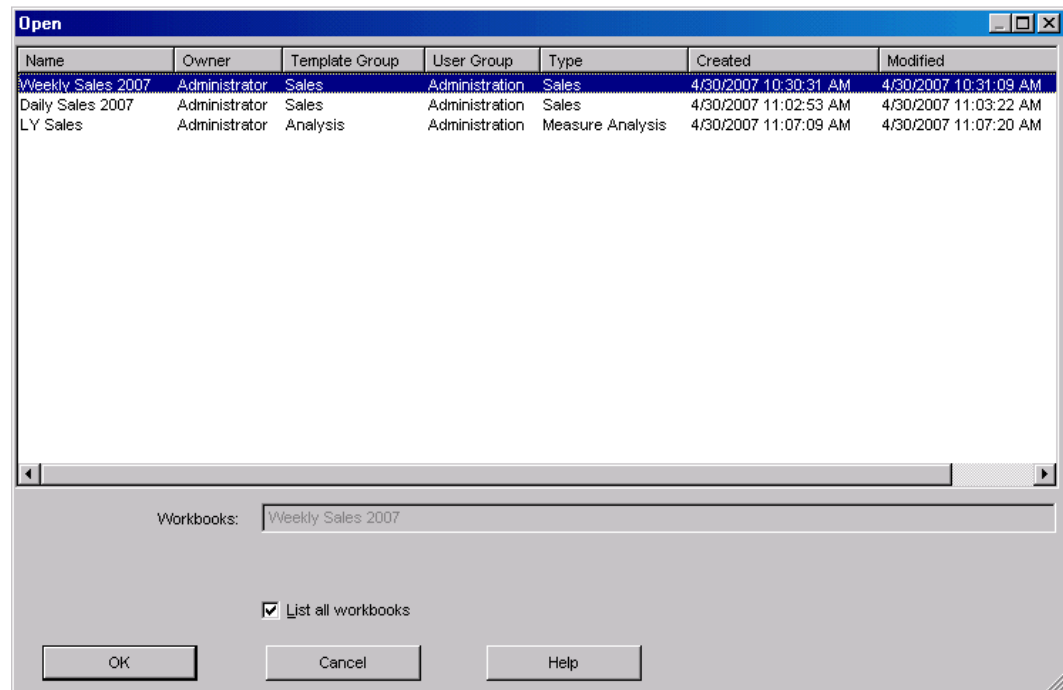 Open
Name Owner Template Group User Group Type Created Modified
Weekly Sales 2007 Administrator Sales Administration Sales 4/30/2007 10:30:31 AM 4/30/2007 10:31:09 AM
Daily Sales 2007 Administrator Sales Administration Sales 4/30/2007 11:02:53 AM 4/30/2007 11:03:22 AM
LY Sales Administrator Analysis Administration Measure Analysis 4/30/2007 11:07:09 AM 4/30/2007 11:07:20 AM
Workbooks: Weekly Sales 2007
List all workbooks
OK Cancel Help